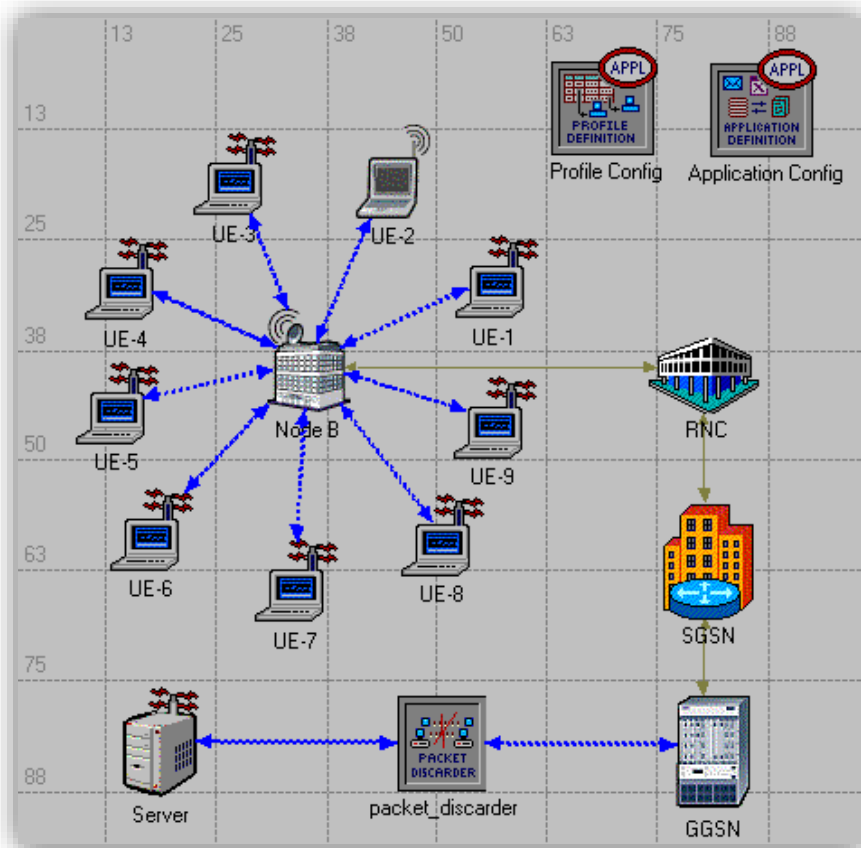 13 25 38 50 63 75 88
APPL APPL
PROFILE DEFINITION
APPLICATION DEFINITION
13
Profile Config Application Config
UE-3 UE-2
25
UE-4 UE-1
38
Node B RNC
UE-5 UE-9
50
63
UE-6 UE-8
UE-7 SGSN
75
PACKET DISCARDER
88
Server packet_discarder GGSN